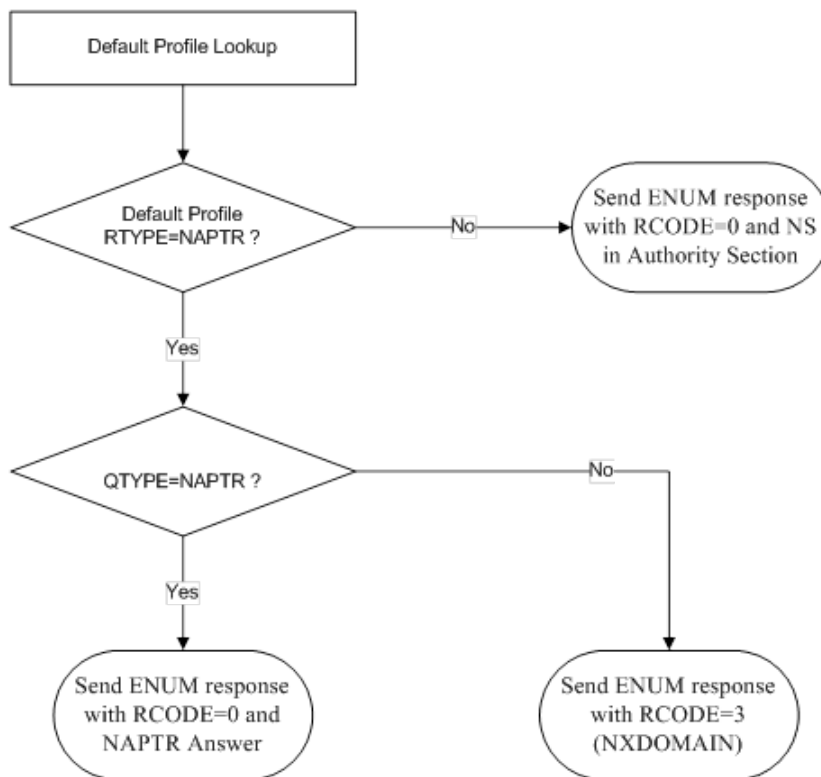 Default Profile Lookup
Default Profile
RTYPE=NAPTR ?
No
Send ENUM response
with RCODE=0 and NS
in Authority Section
Yes
QTYPE=NAPTR ?
No
Yes
Send ENUM response
with RCODE=0 and
NAPTR Answer
Send ENUM response
with RCODE=3
(NXDOMAIN)